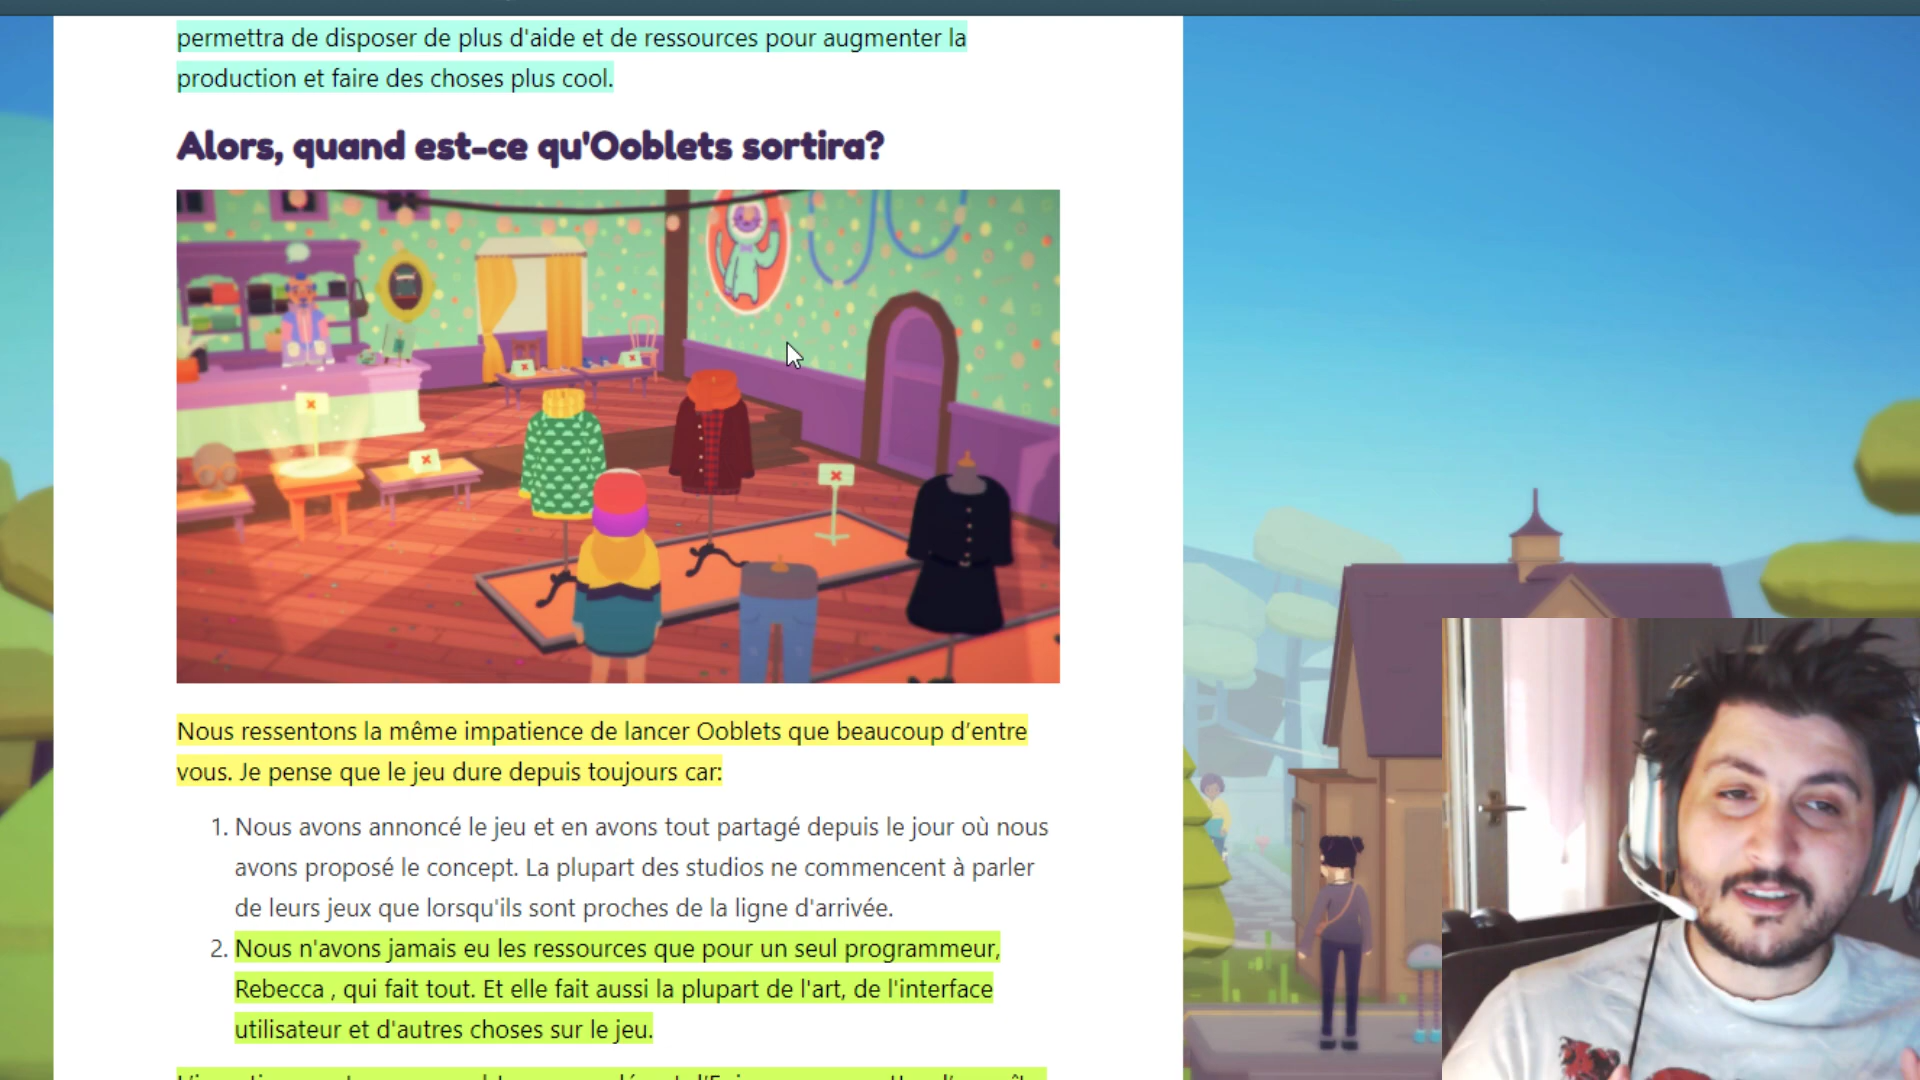 permettra de disposer de plus d'aide et de ressources pour augmenter la
production et faire des choses plus cool.
Alors, quand est-ce qu'Ooblets sortira?
Nous ressentons la même impatience de lancer Ooblets que beaucoup d’entre
vous. Je pense que le jeu dure depuis toujours car:
1. Nous avons annoncé le jeu et en avons tout partagé depuis le jour où nous
avons proposé le concept. La plupart des studios ne commencent à parler
de leurs jeux que lorsqu'ils sont proches de la ligne d'arrivée.
2. Nous n'avons jamais eu les ressources que pour un seul programmeur,
Rebecca , qui fait tout. Et elle fait aussi la plupart de l'art, de l'interface
utilisateur et d'autres choses sur le jeu.